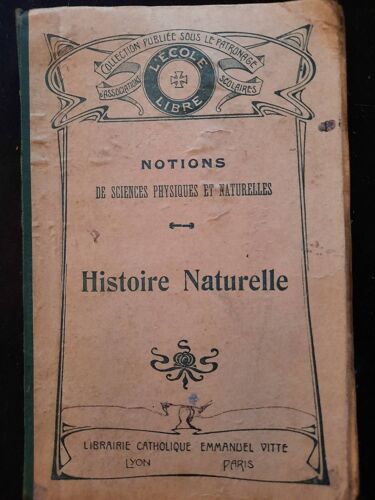 COLLECTION PUBLIÉE SOUS LE PATRONAGE
D'ASSOCIATIONS SCOLAIRES
L'ÉCOLE
LIBRE
NOTIONS
DE SCIENCES PHYSIQUES ET NATURELLES
Histoire Naturelle
LIBRAIRIE CATHOLIQUE EMMANUEL VITTE
LYON PARIS